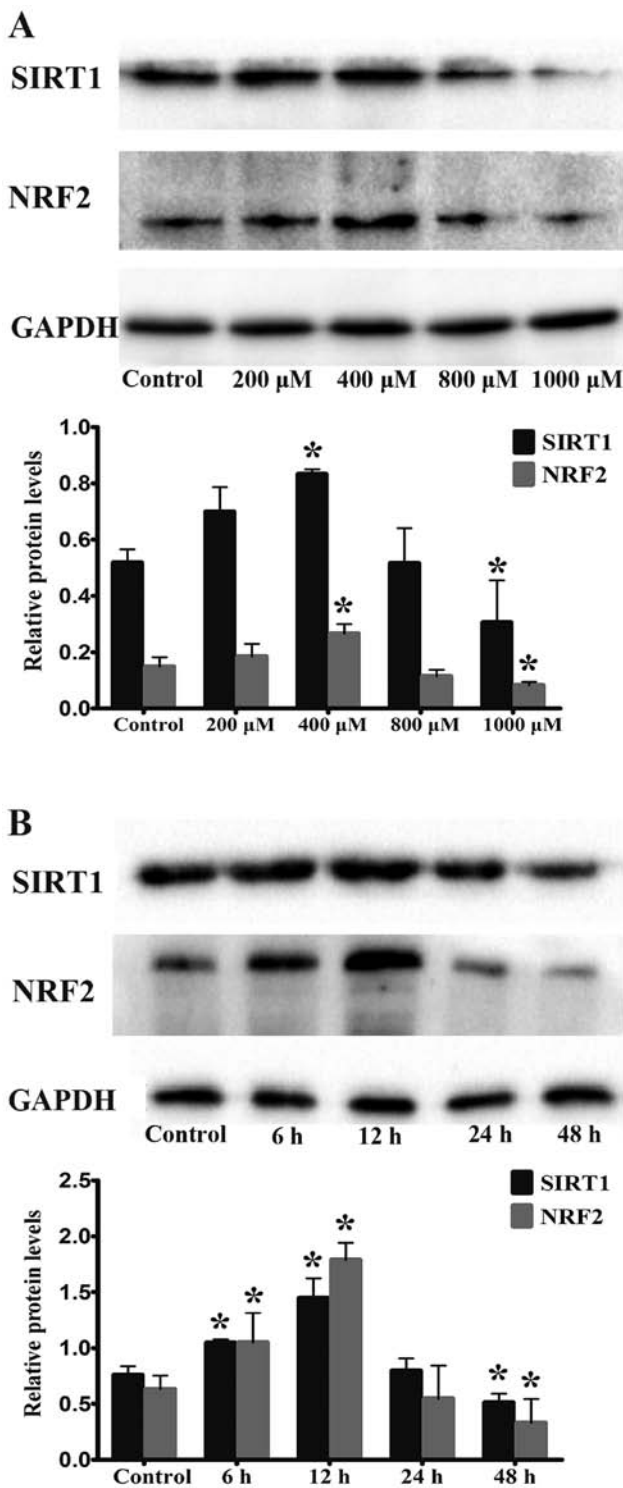 A
SIRT1
NRF2
GAPDH
Control 200 µM 400 µM 800 µM 1000 µM
1.0
0.8
0.6
0.4
0.2
0.0
Relative protein levels
SIRT1
NRF2
* * * *
Control 200 µM 400 µM 800 µM 1000 µM
B
SIRT1
NRF2
GAPDH
Control 6 h 12 h 24 h 48 h
2.5
2.0
1.5
1.0
0.5
0.0
Relative protein levels
SIRT1
NRF2
* * * * * *
Control 6 h 12 h 24 h 48 h